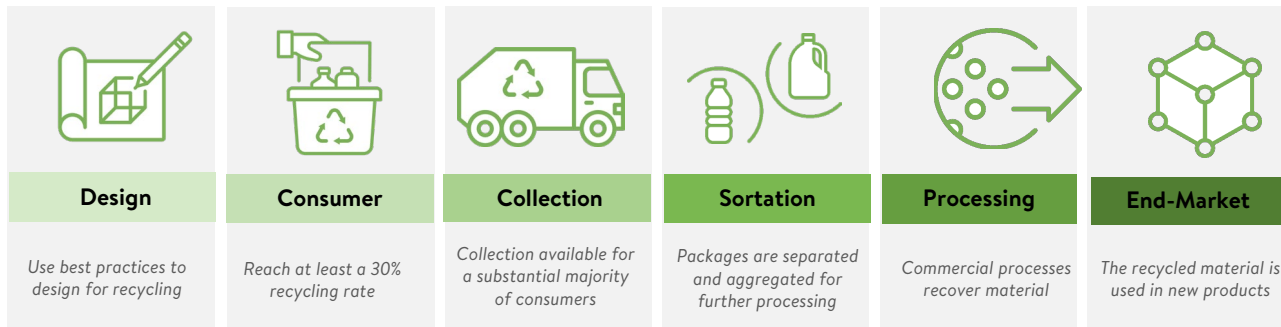 Design
Use best practices to
design for recycling
Consumer
Reach at least a 30%
recycling rate
Collection
Collection available for
a substantial majority
of consumers
Sortation
Packages are separated
and aggregated for
further processing
Processing
Commercial processes
recover material
End-Market
The recycled material is
used in new products